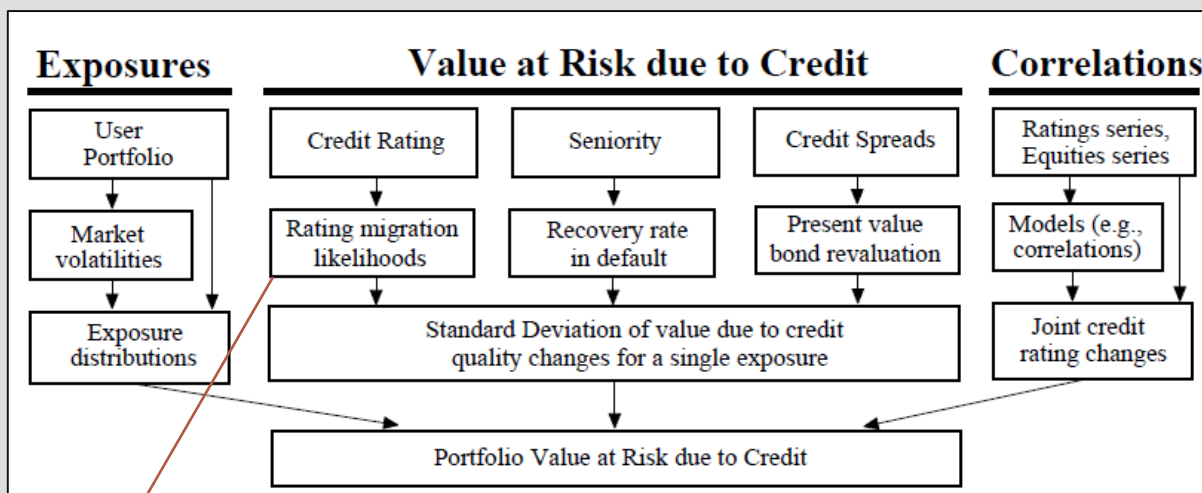 Exposures
Value at Risk due to Credit
Correlations
User
Portfolio
Credit Rating
Seniority
Credit Spreads
Ratings series,
Equities series
Market
volatilities
Rating migration
likelihoods
Recovery rate
in default
Present value
bond revaluation
Models (e.g.,
correlations)
Exposure
distributions
Standard Deviation of value due to credit
quality changes for a single exposure
Joint credit
rating changes
Portfolio Value at Risk due to Credit